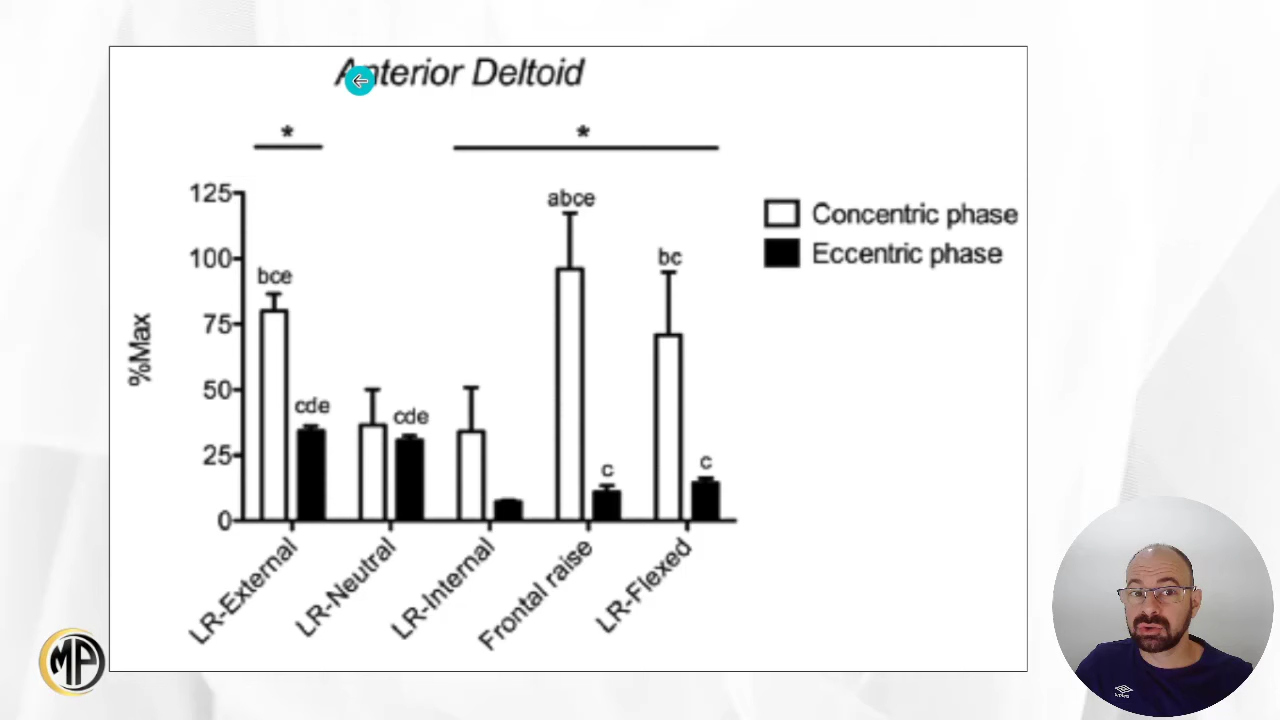 Anterior Deltoid
*
*
125
100
75
50
25
0
%Max
bce
cde
cde
abce
c
bc
c
Concentric phase
Eccentric phase
LR-External
LR-Neutral
LR-Internal
Frontal raise
LR-Flexed
MP